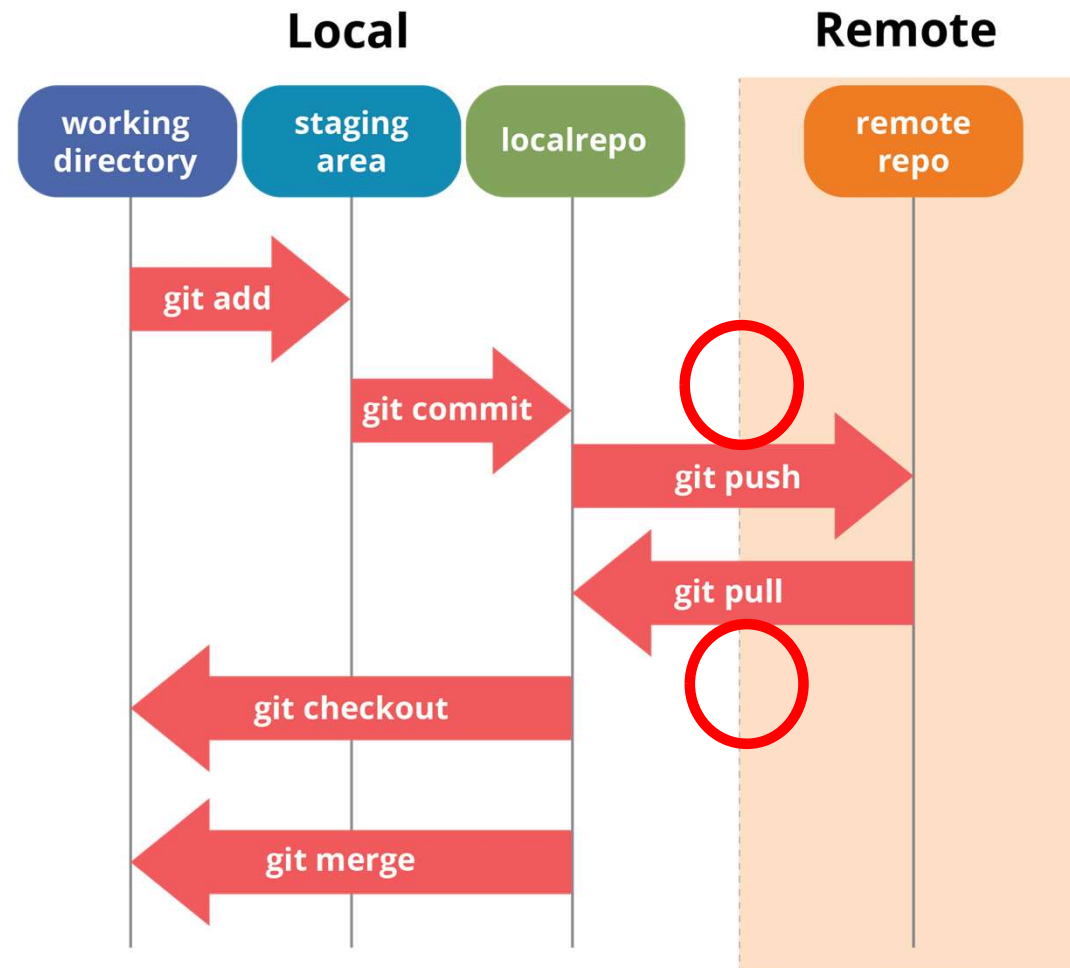 Local
Remote
working
directory
staging
area
localrepo
remote
repo
git add
git commit
git push
git pull
git checkout
git merge